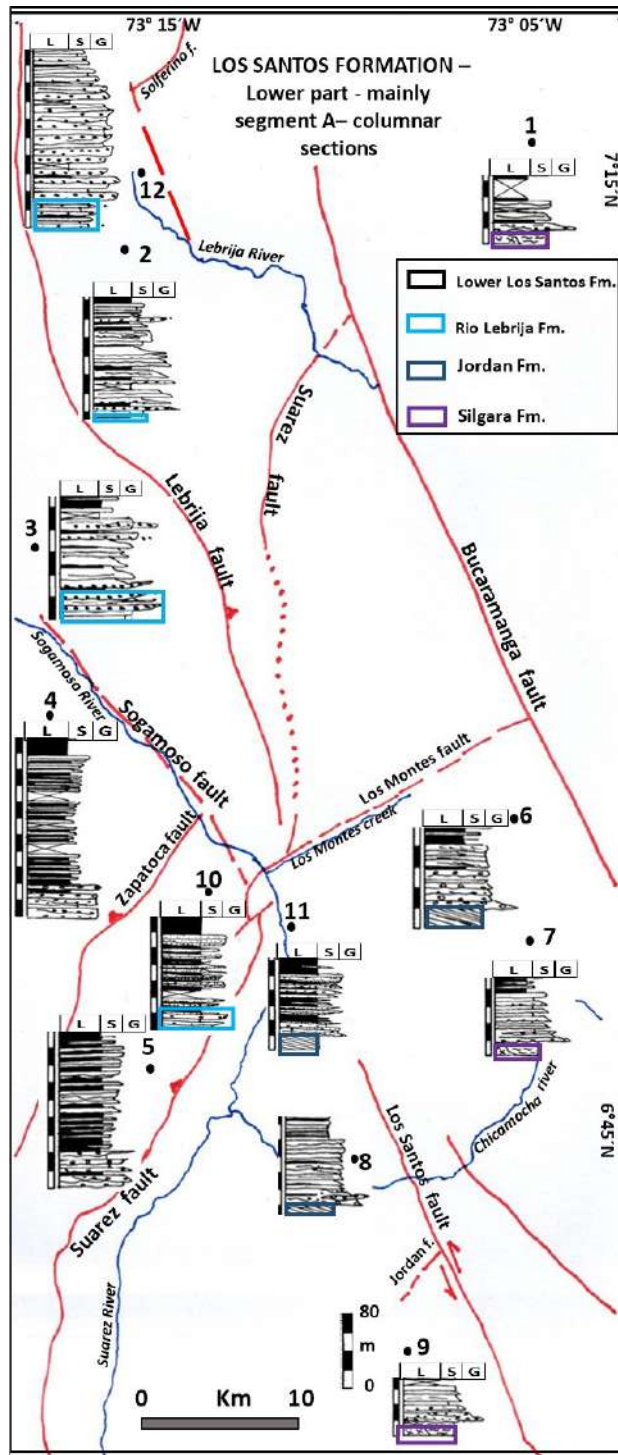 73° 15'W
73° 05'W
L S G
Solferino f.
LOS SANTOS FORMATION –
Lower part - mainly
segment A– columnar
sections
1
7°15'N
L S G
12
2
Lebrija River
L S G
Lower Los Santos Fm.
Rio Lebrija Fm.
Jordan Fm.
Silgara Fm.
Suarez fault
Lebrija fault
Bucaramanga fault
3
L S G
Sogamoso River
Sogamoso fault
4
L S G
Los Montes fault
Los Montes creek
Zapatoca fault
L S G
6
10
L S G
11
L S G
7
L S G
5
L S G
Chicamocha river
6°45'N
Los Santos fault
8
Suarez fault
Jordan f.
Suarez River
80
m
0
9
L S G
0 Km 10